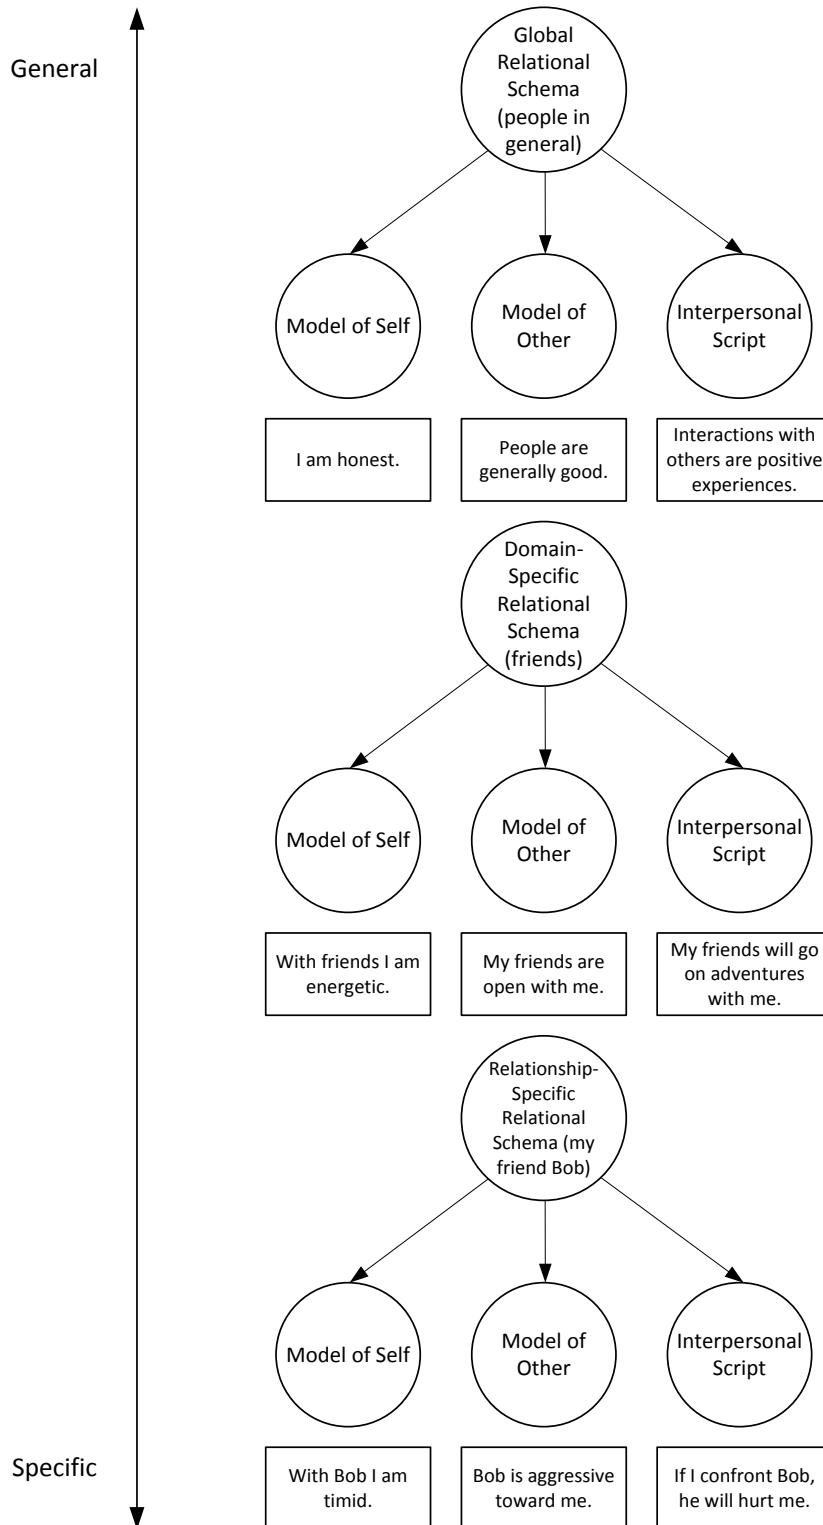 General
Global
Relational
Schema
(people in
general)
Model of Self
Model of
Other
Interpersonal
Script
I am honest.
People are
generally good.
Interactions with
others are positive
experiences.
Domain-
Specific
Relational
Schema
(friends)
Model of Self
Model of
Other
Interpersonal
Script
With friends I am
energetic.
My friends are
open with me.
My friends will go
on adventures
with me.
Relationship-
Specific
Relational
Schema (my
friend Bob)
Model of Self
Model of
Other
Interpersonal
Script
Specific
With Bob I am
timid.
Bob is aggressive
toward me.
If I confront Bob,
he will hurt me.